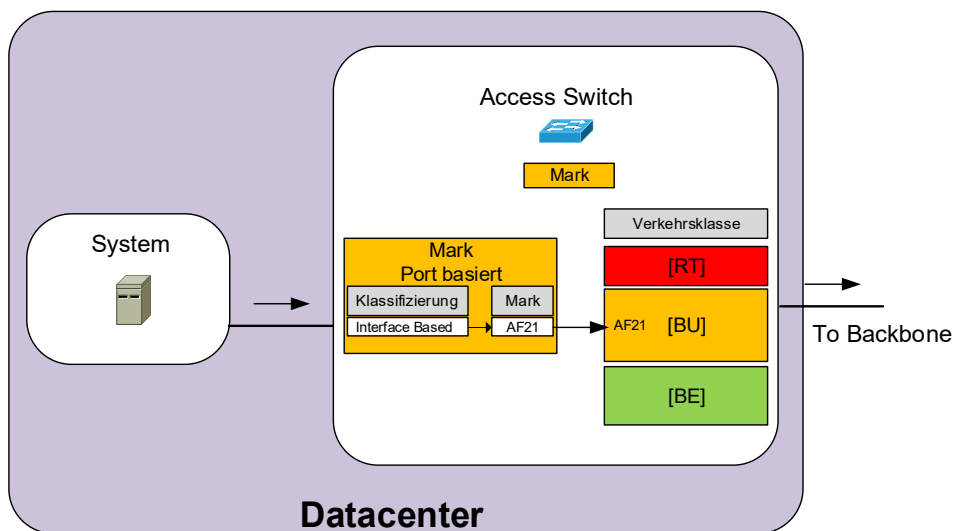 Access Switch
Mark
System
Mark
Port basiert
Klassifizierung
Mark
Interface Based
AF21
Verkehrsklasse
[RT]
AF21
[BU]
[BE]
To Backbone
Datacenter